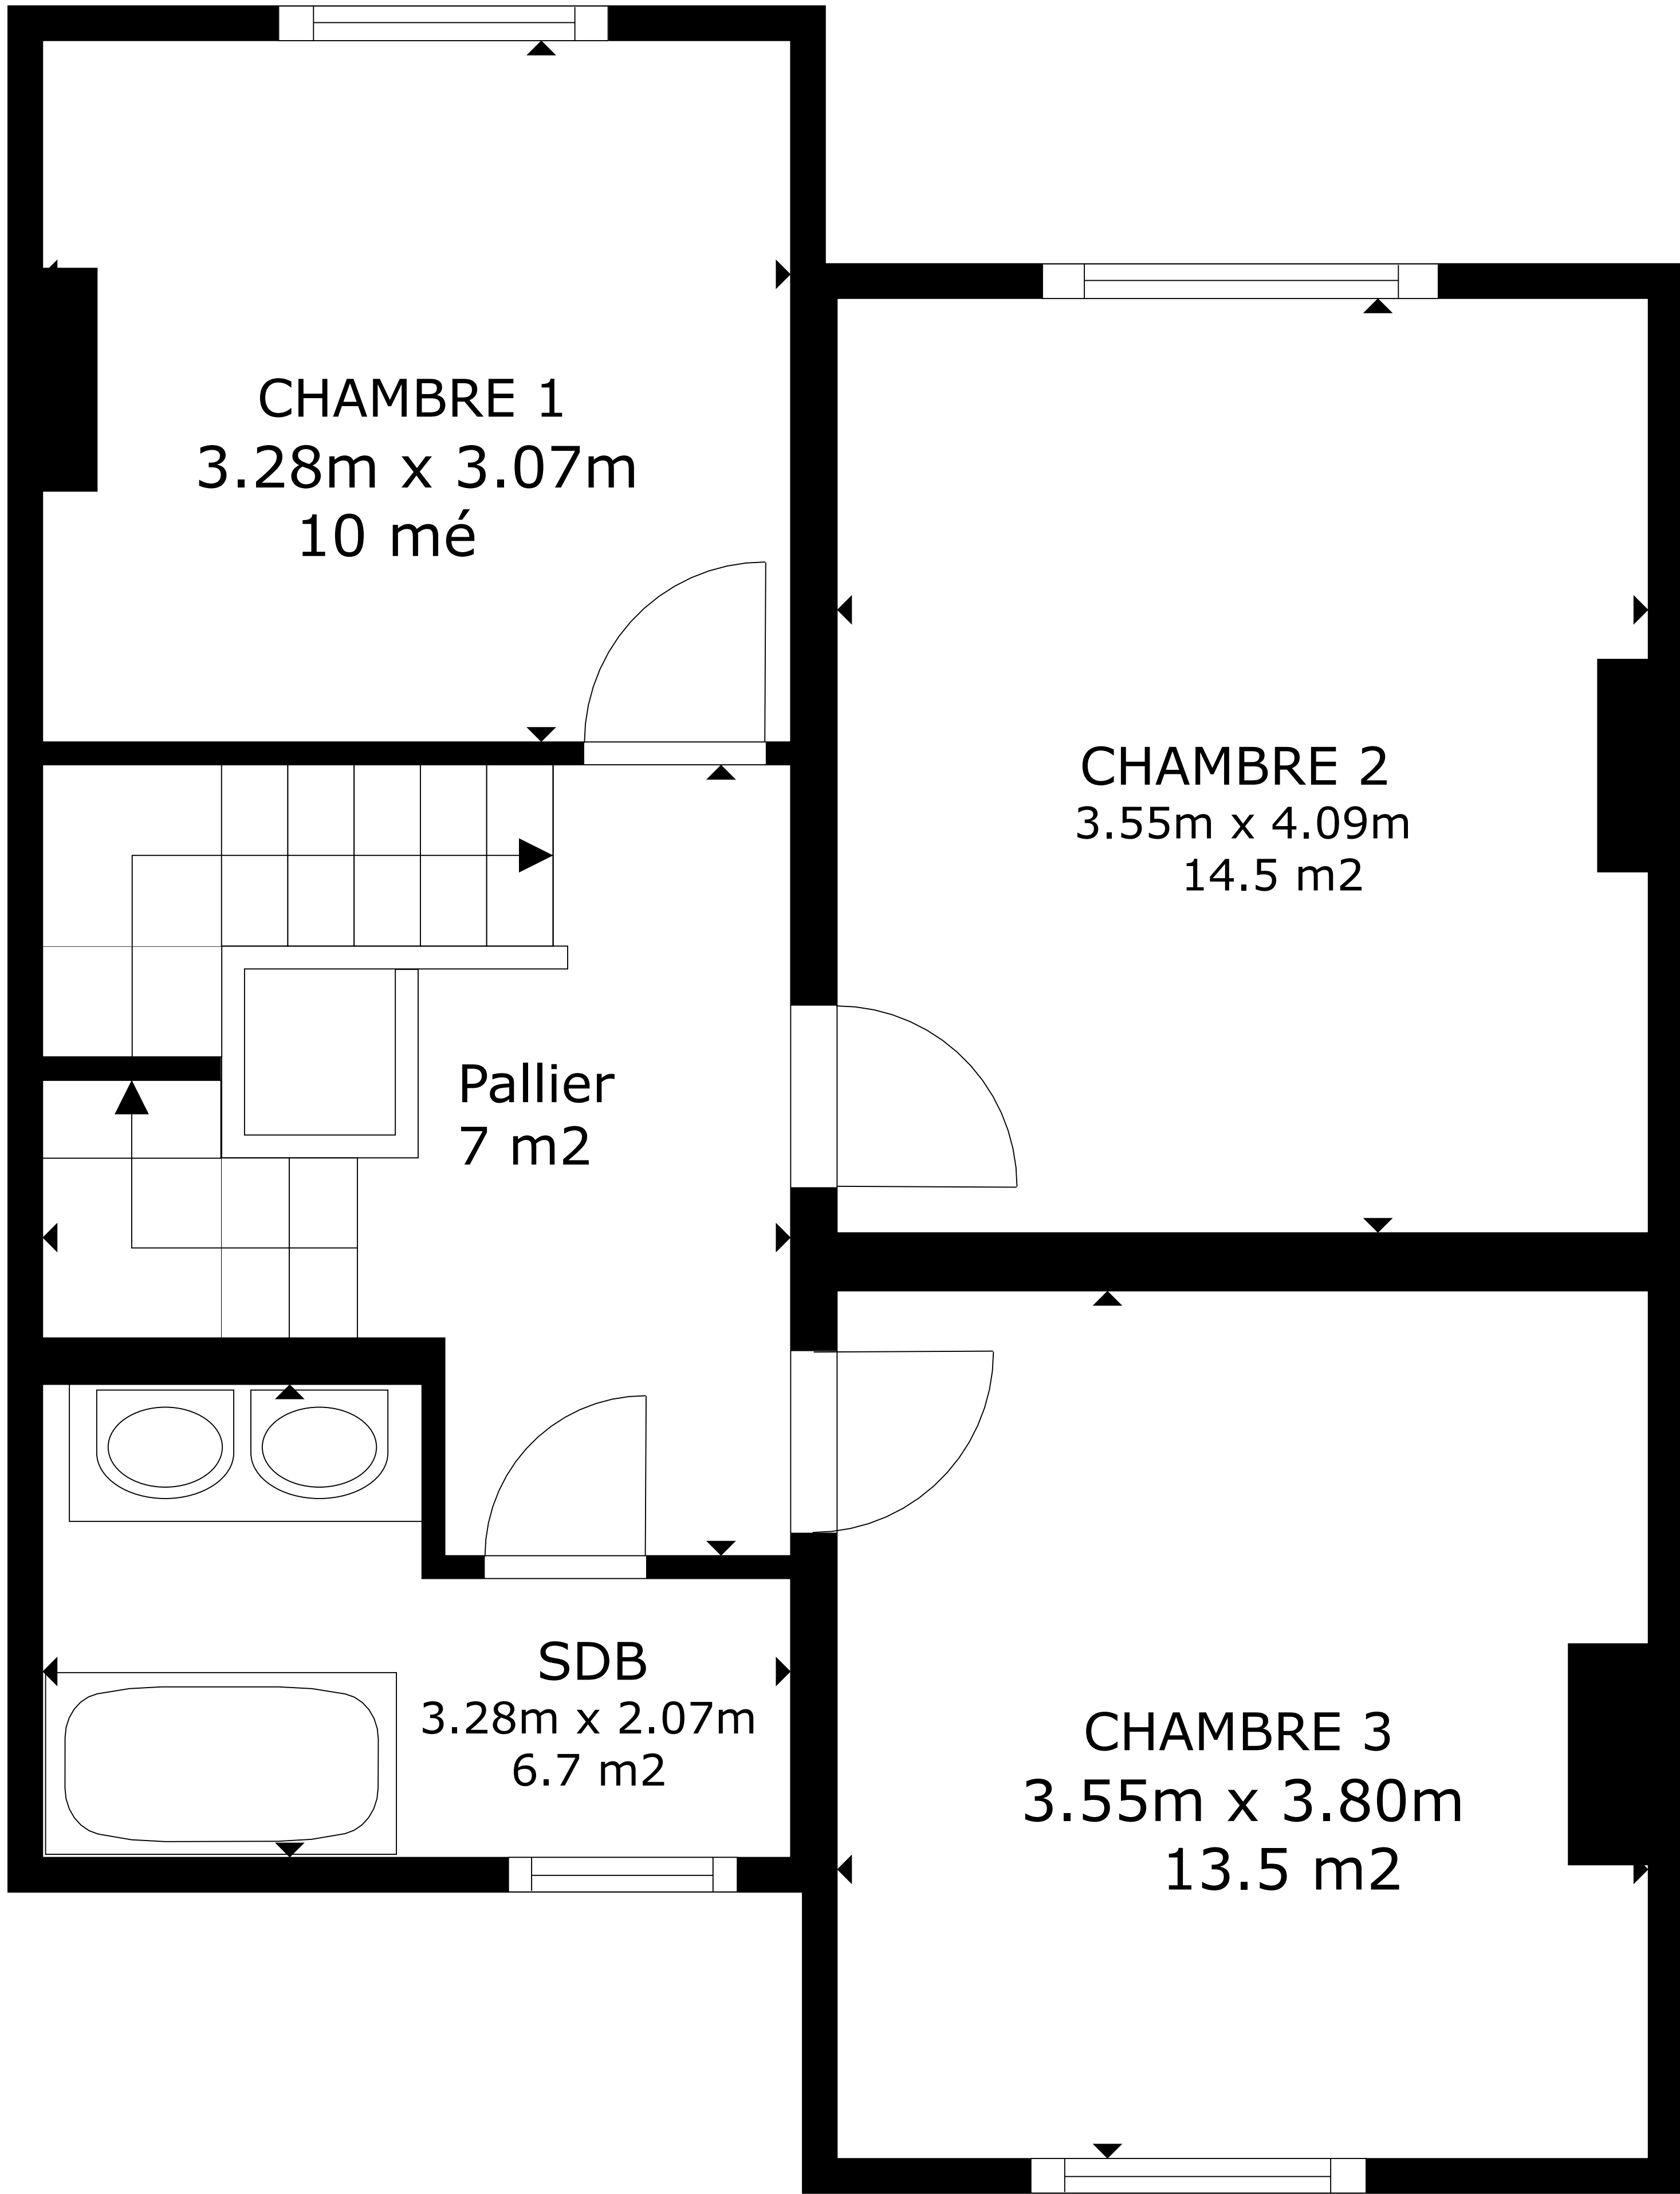 CHAMBRE 1
3.28m x 3.07m
10 mé
CHAMBRE 2
3.55m x 4.09m
14.5 m2
Pallier
7 m2
SDB
3.28m x 2.07m
6.7 m2
CHAMBRE 3
3.55m x 3.80m
13.5 m2